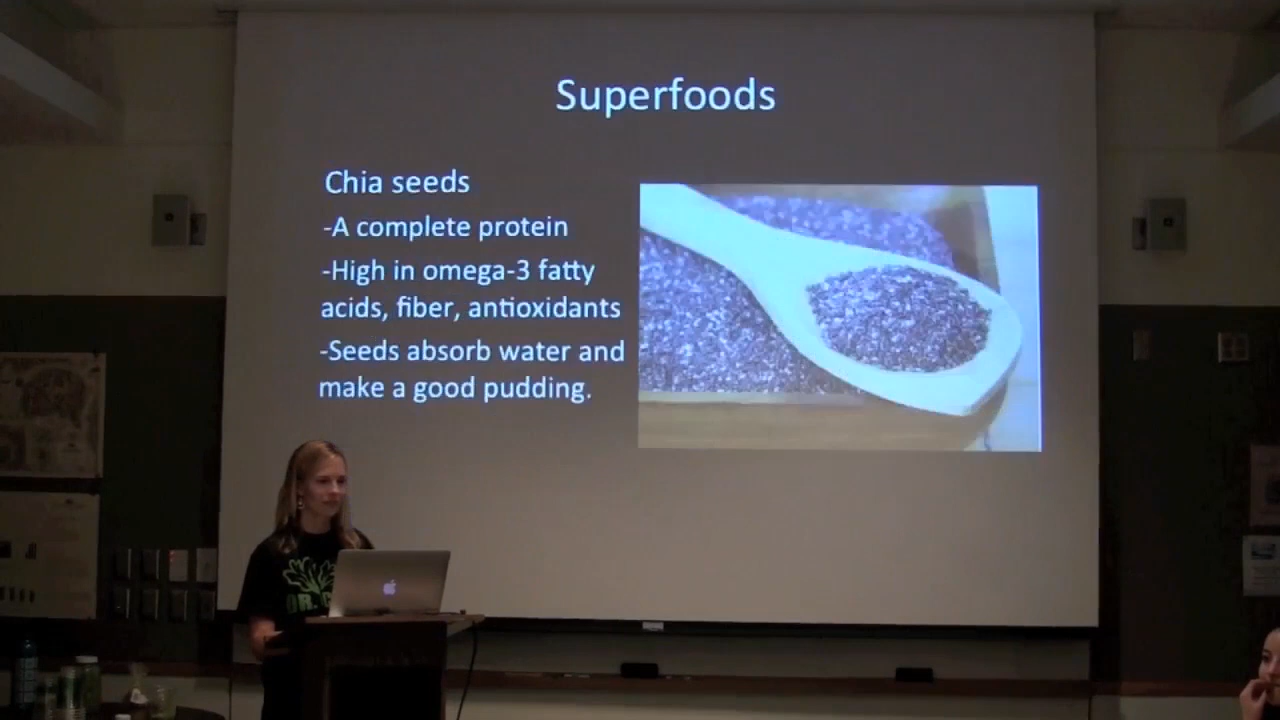 Superfoods
Chia seeds
-A complete protein
-High in omega-3 fatty
acids, fiber, antioxidants
-Seeds absorb water and
make a good pudding.